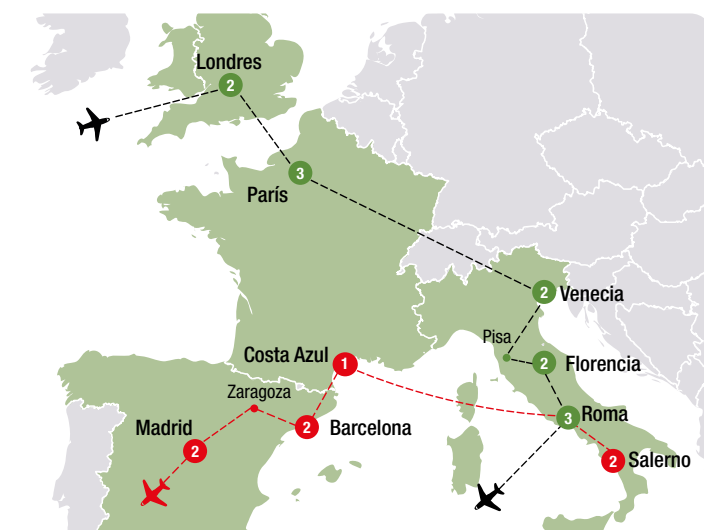 Londres
2
3
París
2
Venecia
Pisa
Costa Azul
1
2
Florencia
Zaragoza
Madrid
2
Barcelona
3
Roma
2
2
Salerno